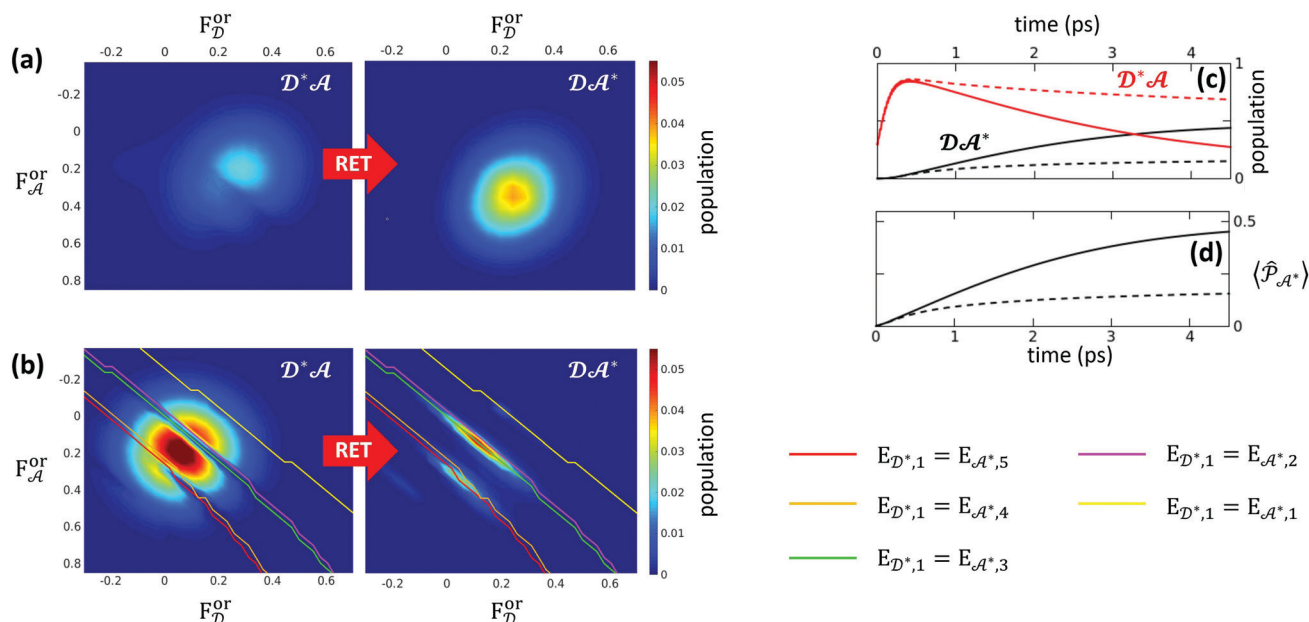 F_𝒟^or
F_𝒟^or
-0.2 0 0.2 0.4 0.6
-0.2 0 0.2 0.4 0.6
(a)
𝒟*𝒜
𝒟𝒜*
-0.2
0
0.2
0.4
0.6
0.8
F_𝒜^or
RET
0.05
0.04
0.03
0.02
0.01
0
population
(b)
𝒟*𝒜
𝒟𝒜*
-0.2
0
0.2
0.4
0.6
0.8
F_𝒜^or
RET
0.05
0.04
0.03
0.02
0.01
0
population
-0.2 0 0.2 0.4 0.6
-0.2 0 0.2 0.4 0.6
F_𝒟^or
F_𝒟^or
time (ps)
0 1 2 3 4
𝒟*𝒜
(c)
𝒟𝒜*
1
0
population
(d)
0.5
0
⟨𝒫̂_𝒜*⟩
0 1 2 3 4
time (ps)
E_𝒟*,1 = E_𝒜*,5
E_𝒟*,1 = E_𝒜*,2
E_𝒟*,1 = E_𝒜*,4
E_𝒟*,1 = E_𝒜*,1
E_𝒟*,1 = E_𝒜*,3